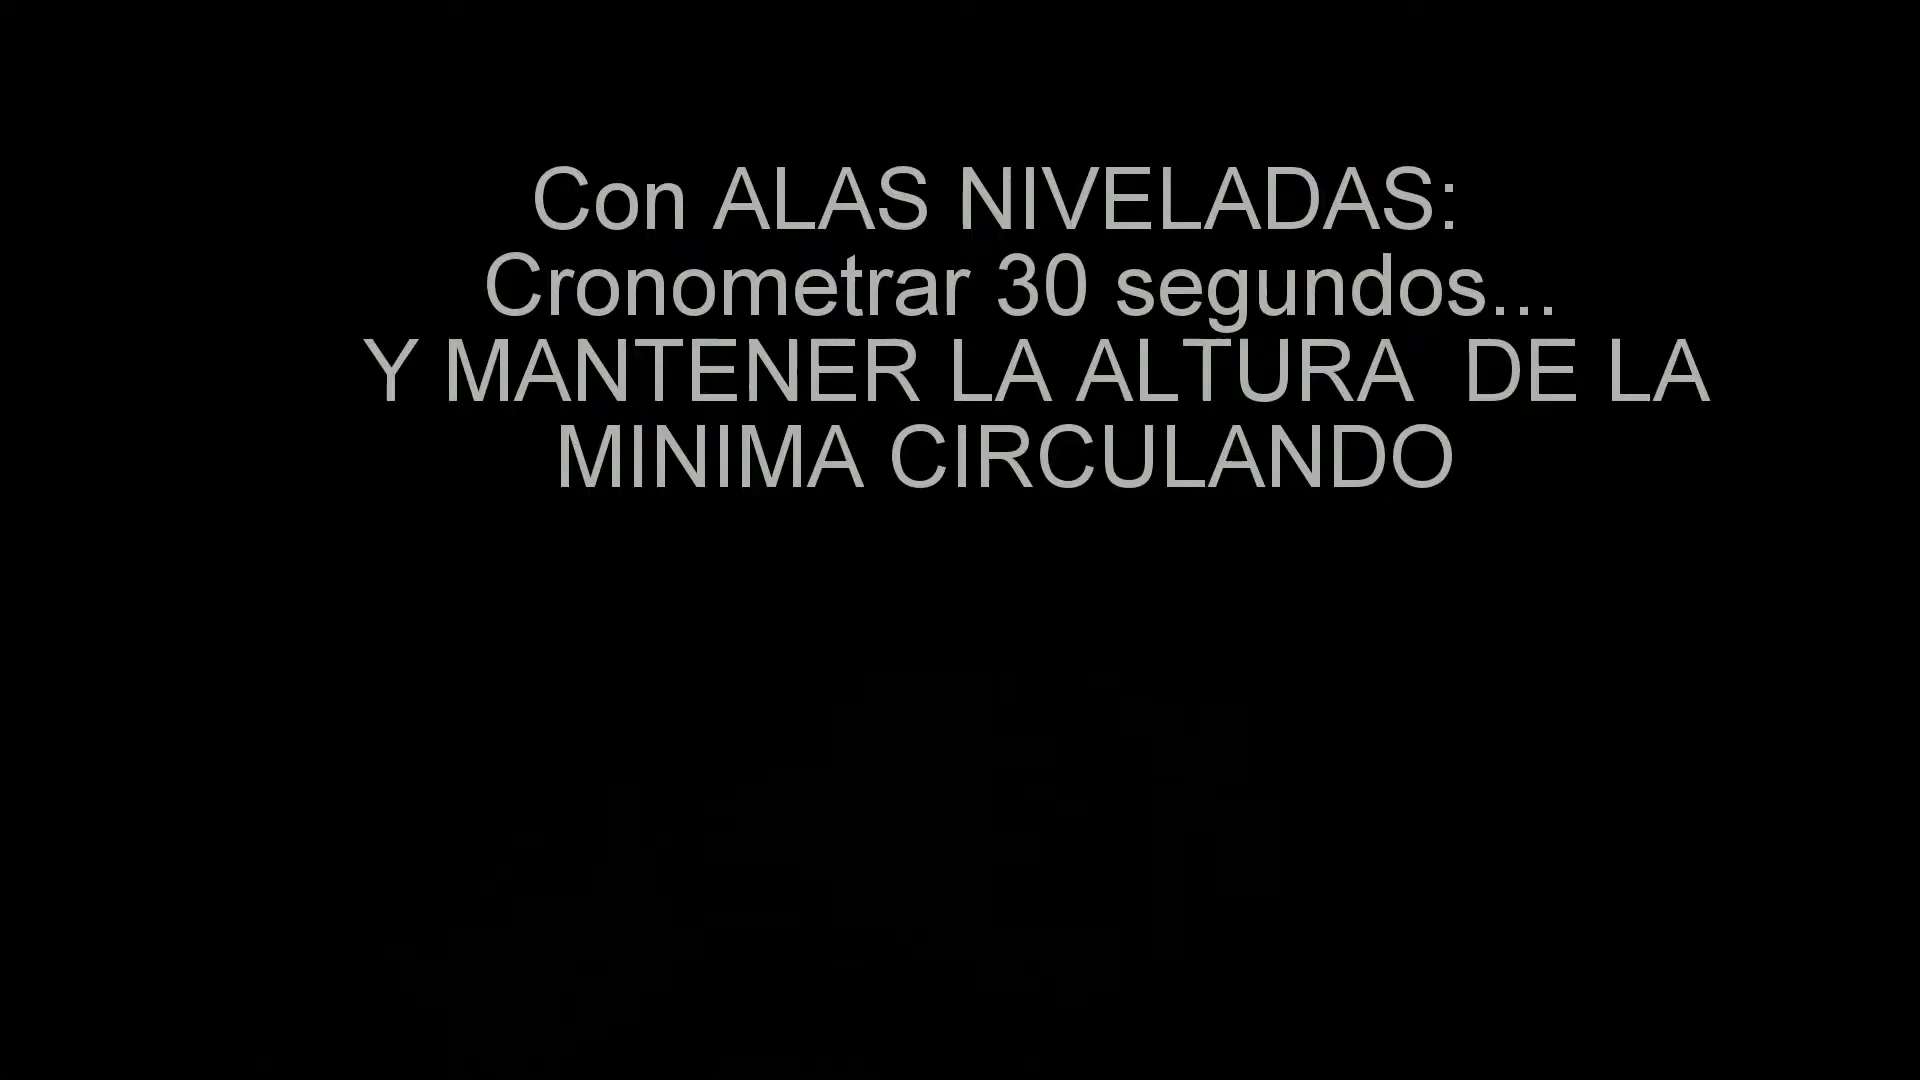 Con ALAS NIVELADAS:
Cronometrar 30 segundos...
Y MANTENER LA ALTURA  DE LA
MINIMA CIRCULANDO